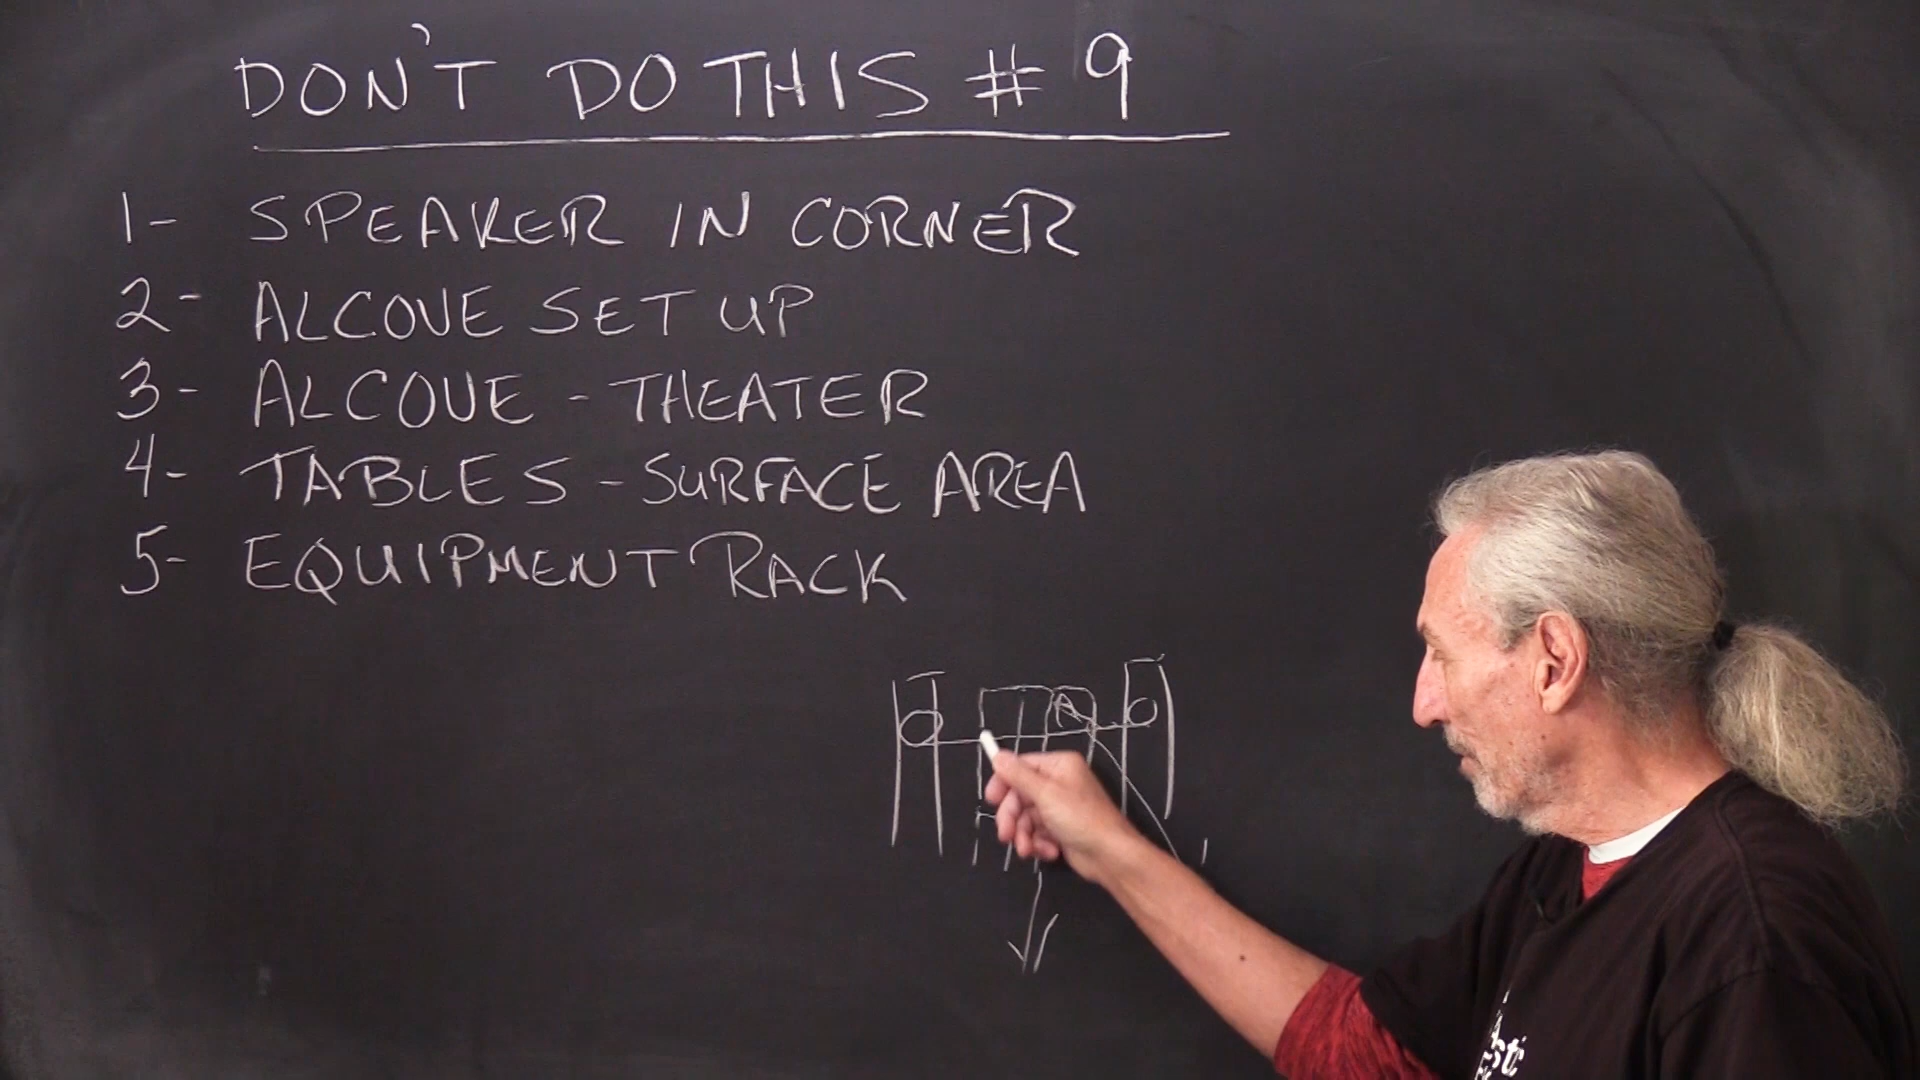 DON'T DO THIS # 9
1- SPEAKER IN CORNER
2- ALCOVE SET UP
3- ALCOVE - THEATER
4- TABLES - SURFACE AREA
5- EQUIPMENT RACK
A